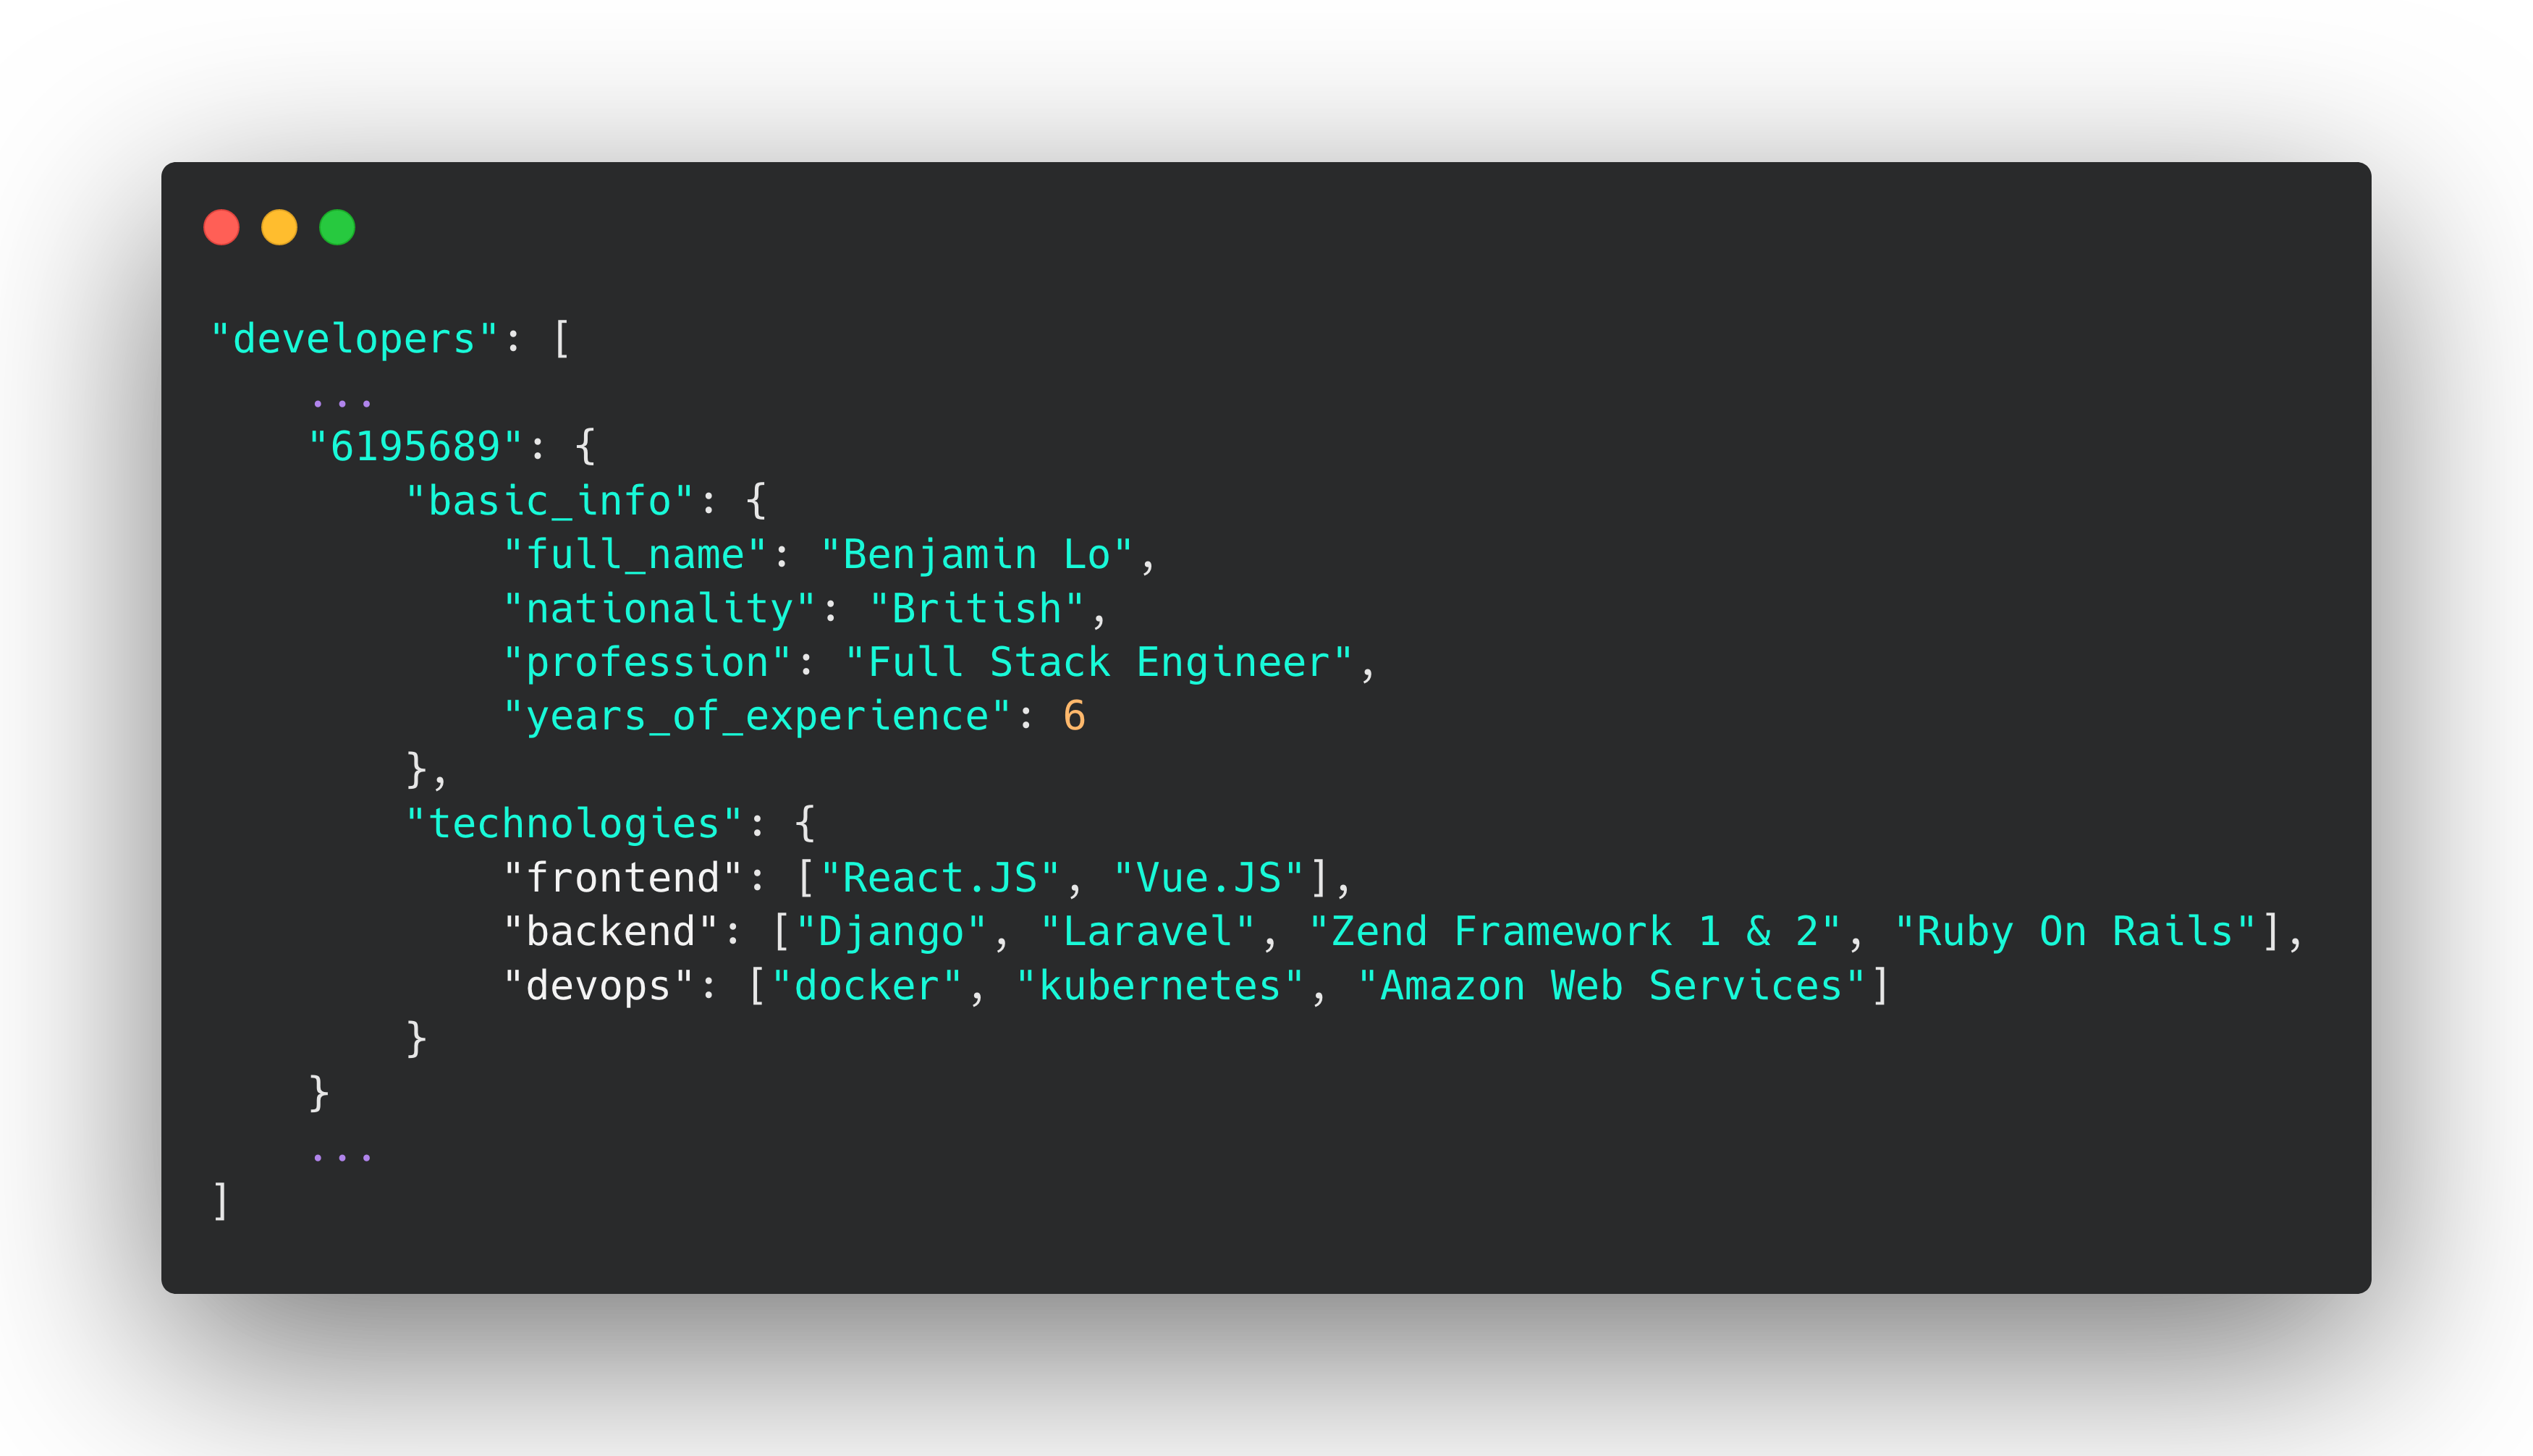 "developers": [
    ...
    "6195689": {
        "basic_info": {
            "full_name": "Benjamin Lo",
            "nationality": "British",
            "profession": "Full Stack Engineer",
            "years_of_experience": 6
        },
        "technologies": {
            "frontend": ["React.JS", "Vue.JS"],
            "backend": ["Django", "Laravel", "Zend Framework 1 & 2", "Ruby On Rails"],
            "devops": ["docker", "kubernetes", "Amazon Web Services"]
        }
    }
    ...
]